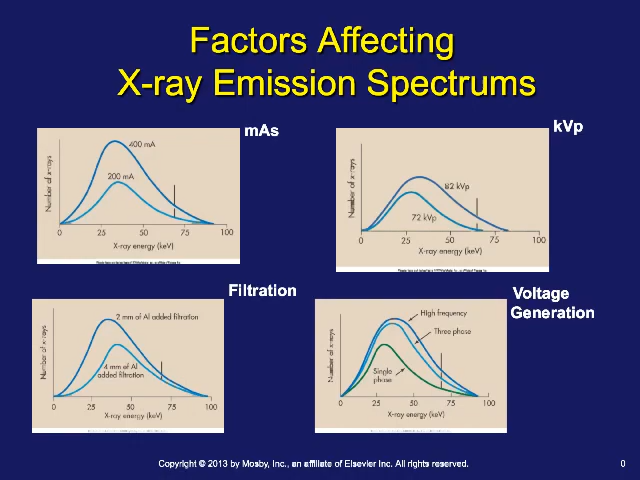 Factors Affecting
X-ray Emission Spectrums
mAs
Number of x-rays
400 mA
200 mA
0 25 50 75 100
X-ray energy (keV)
kVp
Number of x-rays
82 kVp
72 kVp
0 25 50 75 100
X-ray energy (keV)
Filtration
Number of x-rays
2 mm of Al added filtration
4 mm of Al
added filtration
0 25 50 75 100
X-ray energy (keV)
Voltage
Generation
Number of x-rays
High frequency
Three phase
Single
phase
0 25 50 75 100
X-ray energy (keV)
Copyright © 2013 by Mosby, Inc., an affiliate of Elsevier Inc. All rights reserved.
0